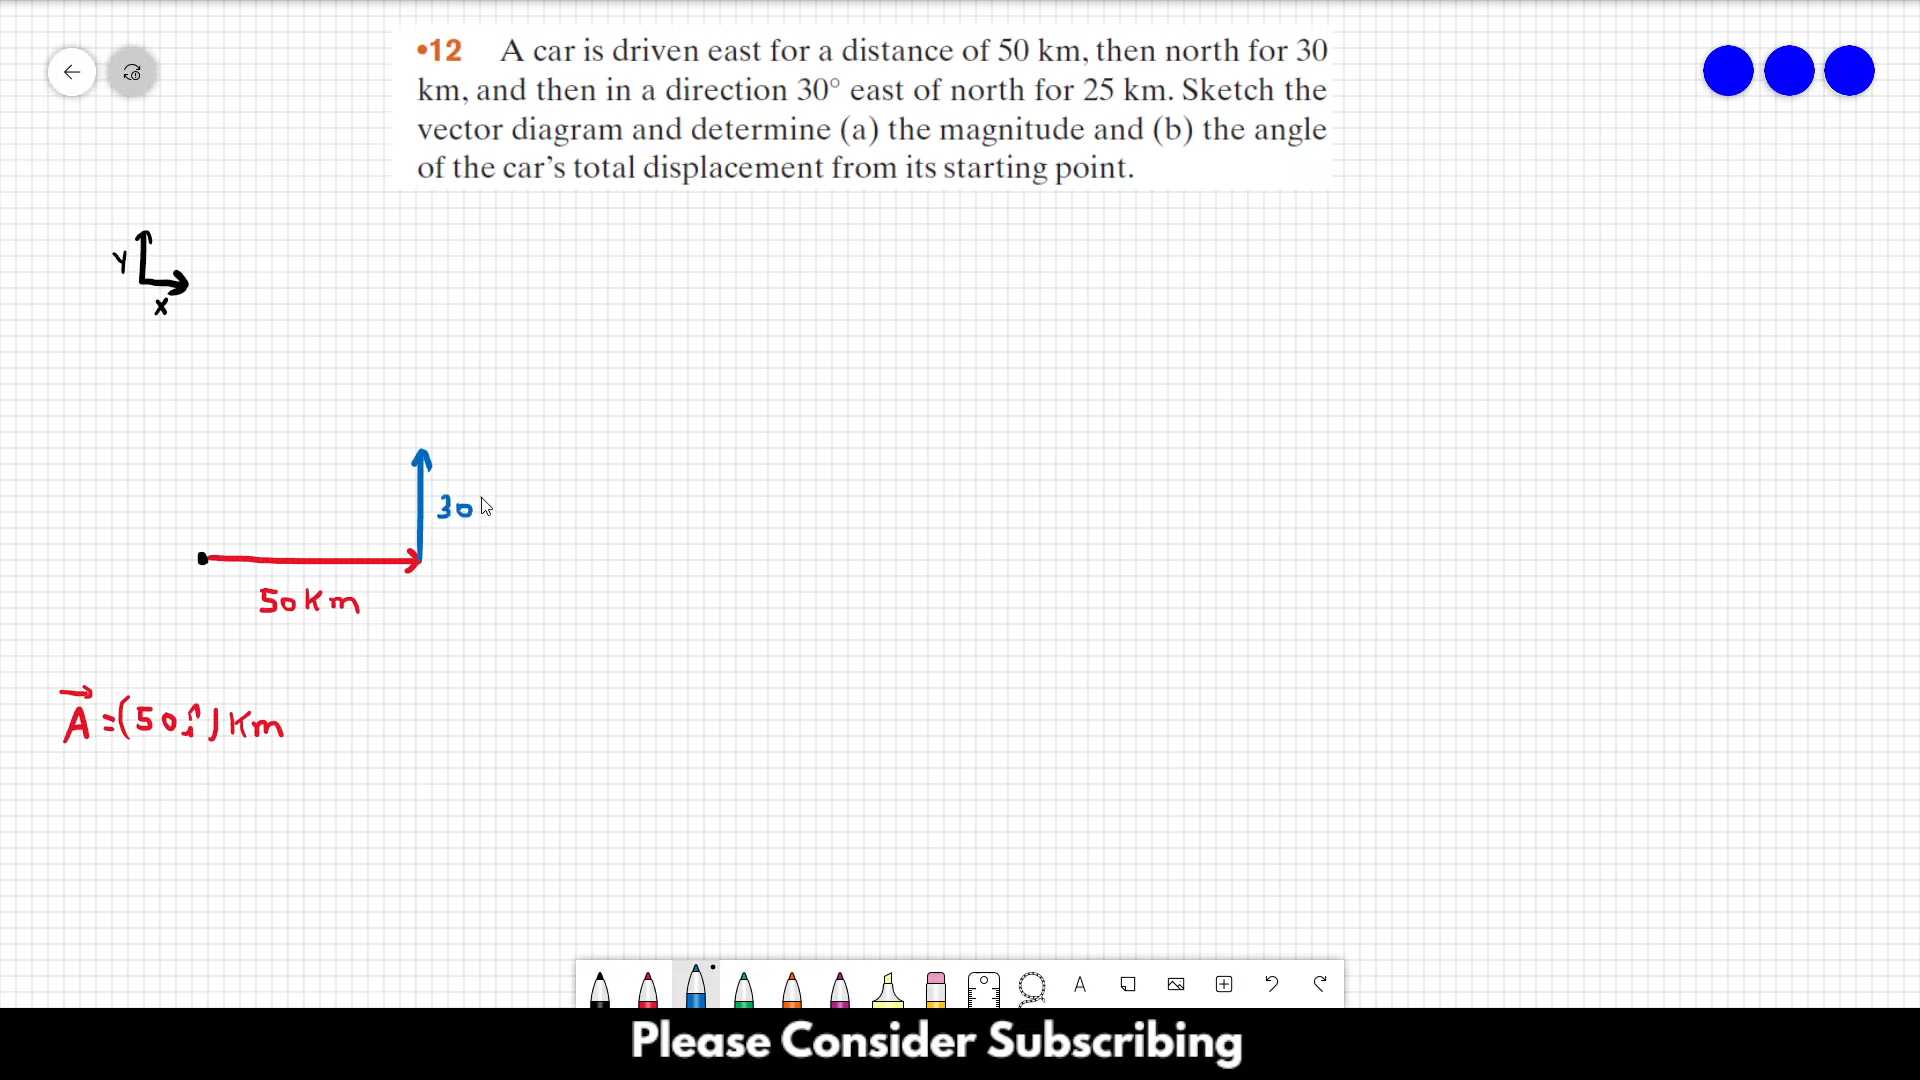 •12 A car is driven east for a distance of 50 km, then north for 30
km, and then in a direction 30° east of north for 25 km. Sketch the
vector diagram and determine (a) the magnitude and (b) the angle
of the car's total displacement from its starting point.
Y
X
30
50Km
A⃗ = (50 î) Km
A
Please Consider Subscribing